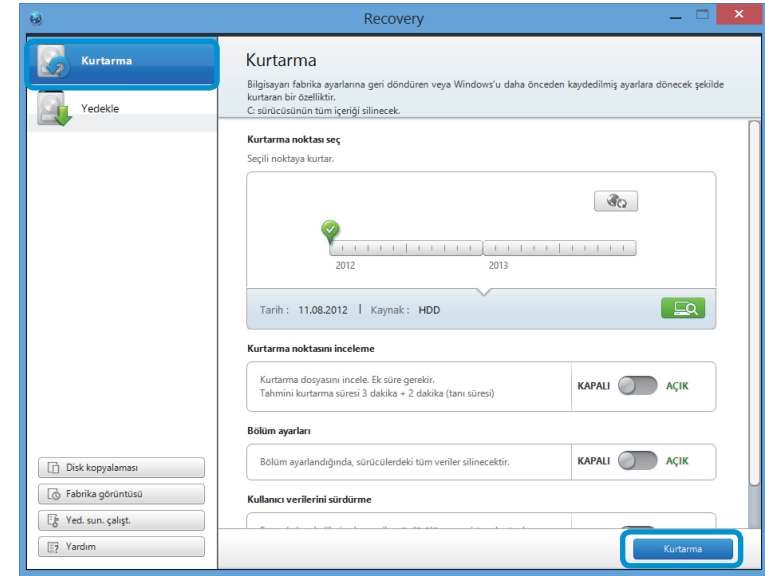 Recovery
Kurtarma
Yedekle
Disk kopyalaması
Fabrika görüntüsü
Yed. sun. çalışt.
Yardım
Kurtarma
Bilgisayarı fabrika ayarlarına geri döndüren veya Windows'u daha önceden kaydedilmiş ayarlara dönecek şekilde
kurtaran bir özelliktir.
C: sürücüsünün tüm içeriği silinecek.
Kurtarma noktası seç
Seçili noktaya kurtar.
2012 2013
Tarih : 11.08.2012 | Kaynak : HDD
Kurtarma noktasını inceleme
Kurtarma dosyasını incele. Ek süre gerekir.
Tahmini kurtarma süresi 3 dakika + 2 dakika (tanı süresi)
KAPALI AÇIK
Bölüm ayarları
Bölüm ayarlandığında, sürücülerdeki tüm veriler silinecektir.
KAPALI AÇIK
Kullanıcı verilerini sürdürme
Kurtarma